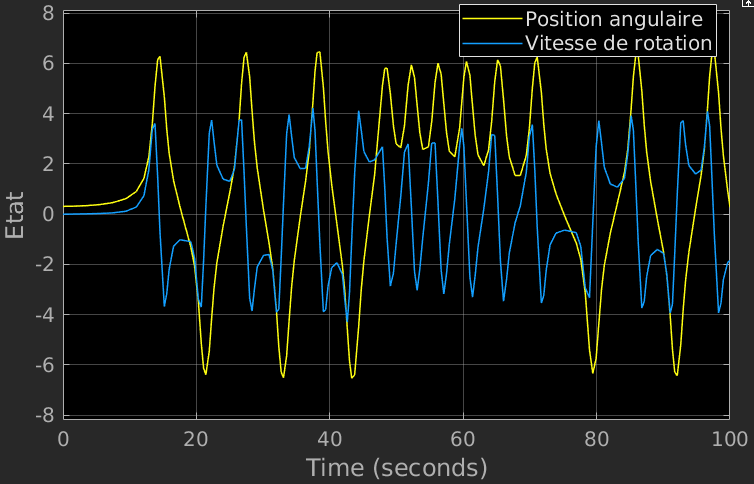 Position angulaire
Vitesse de rotation
8
6
4
2
0
-2
-4
-6
-8
Etat
0 20 40 60 80 100
Time (seconds)